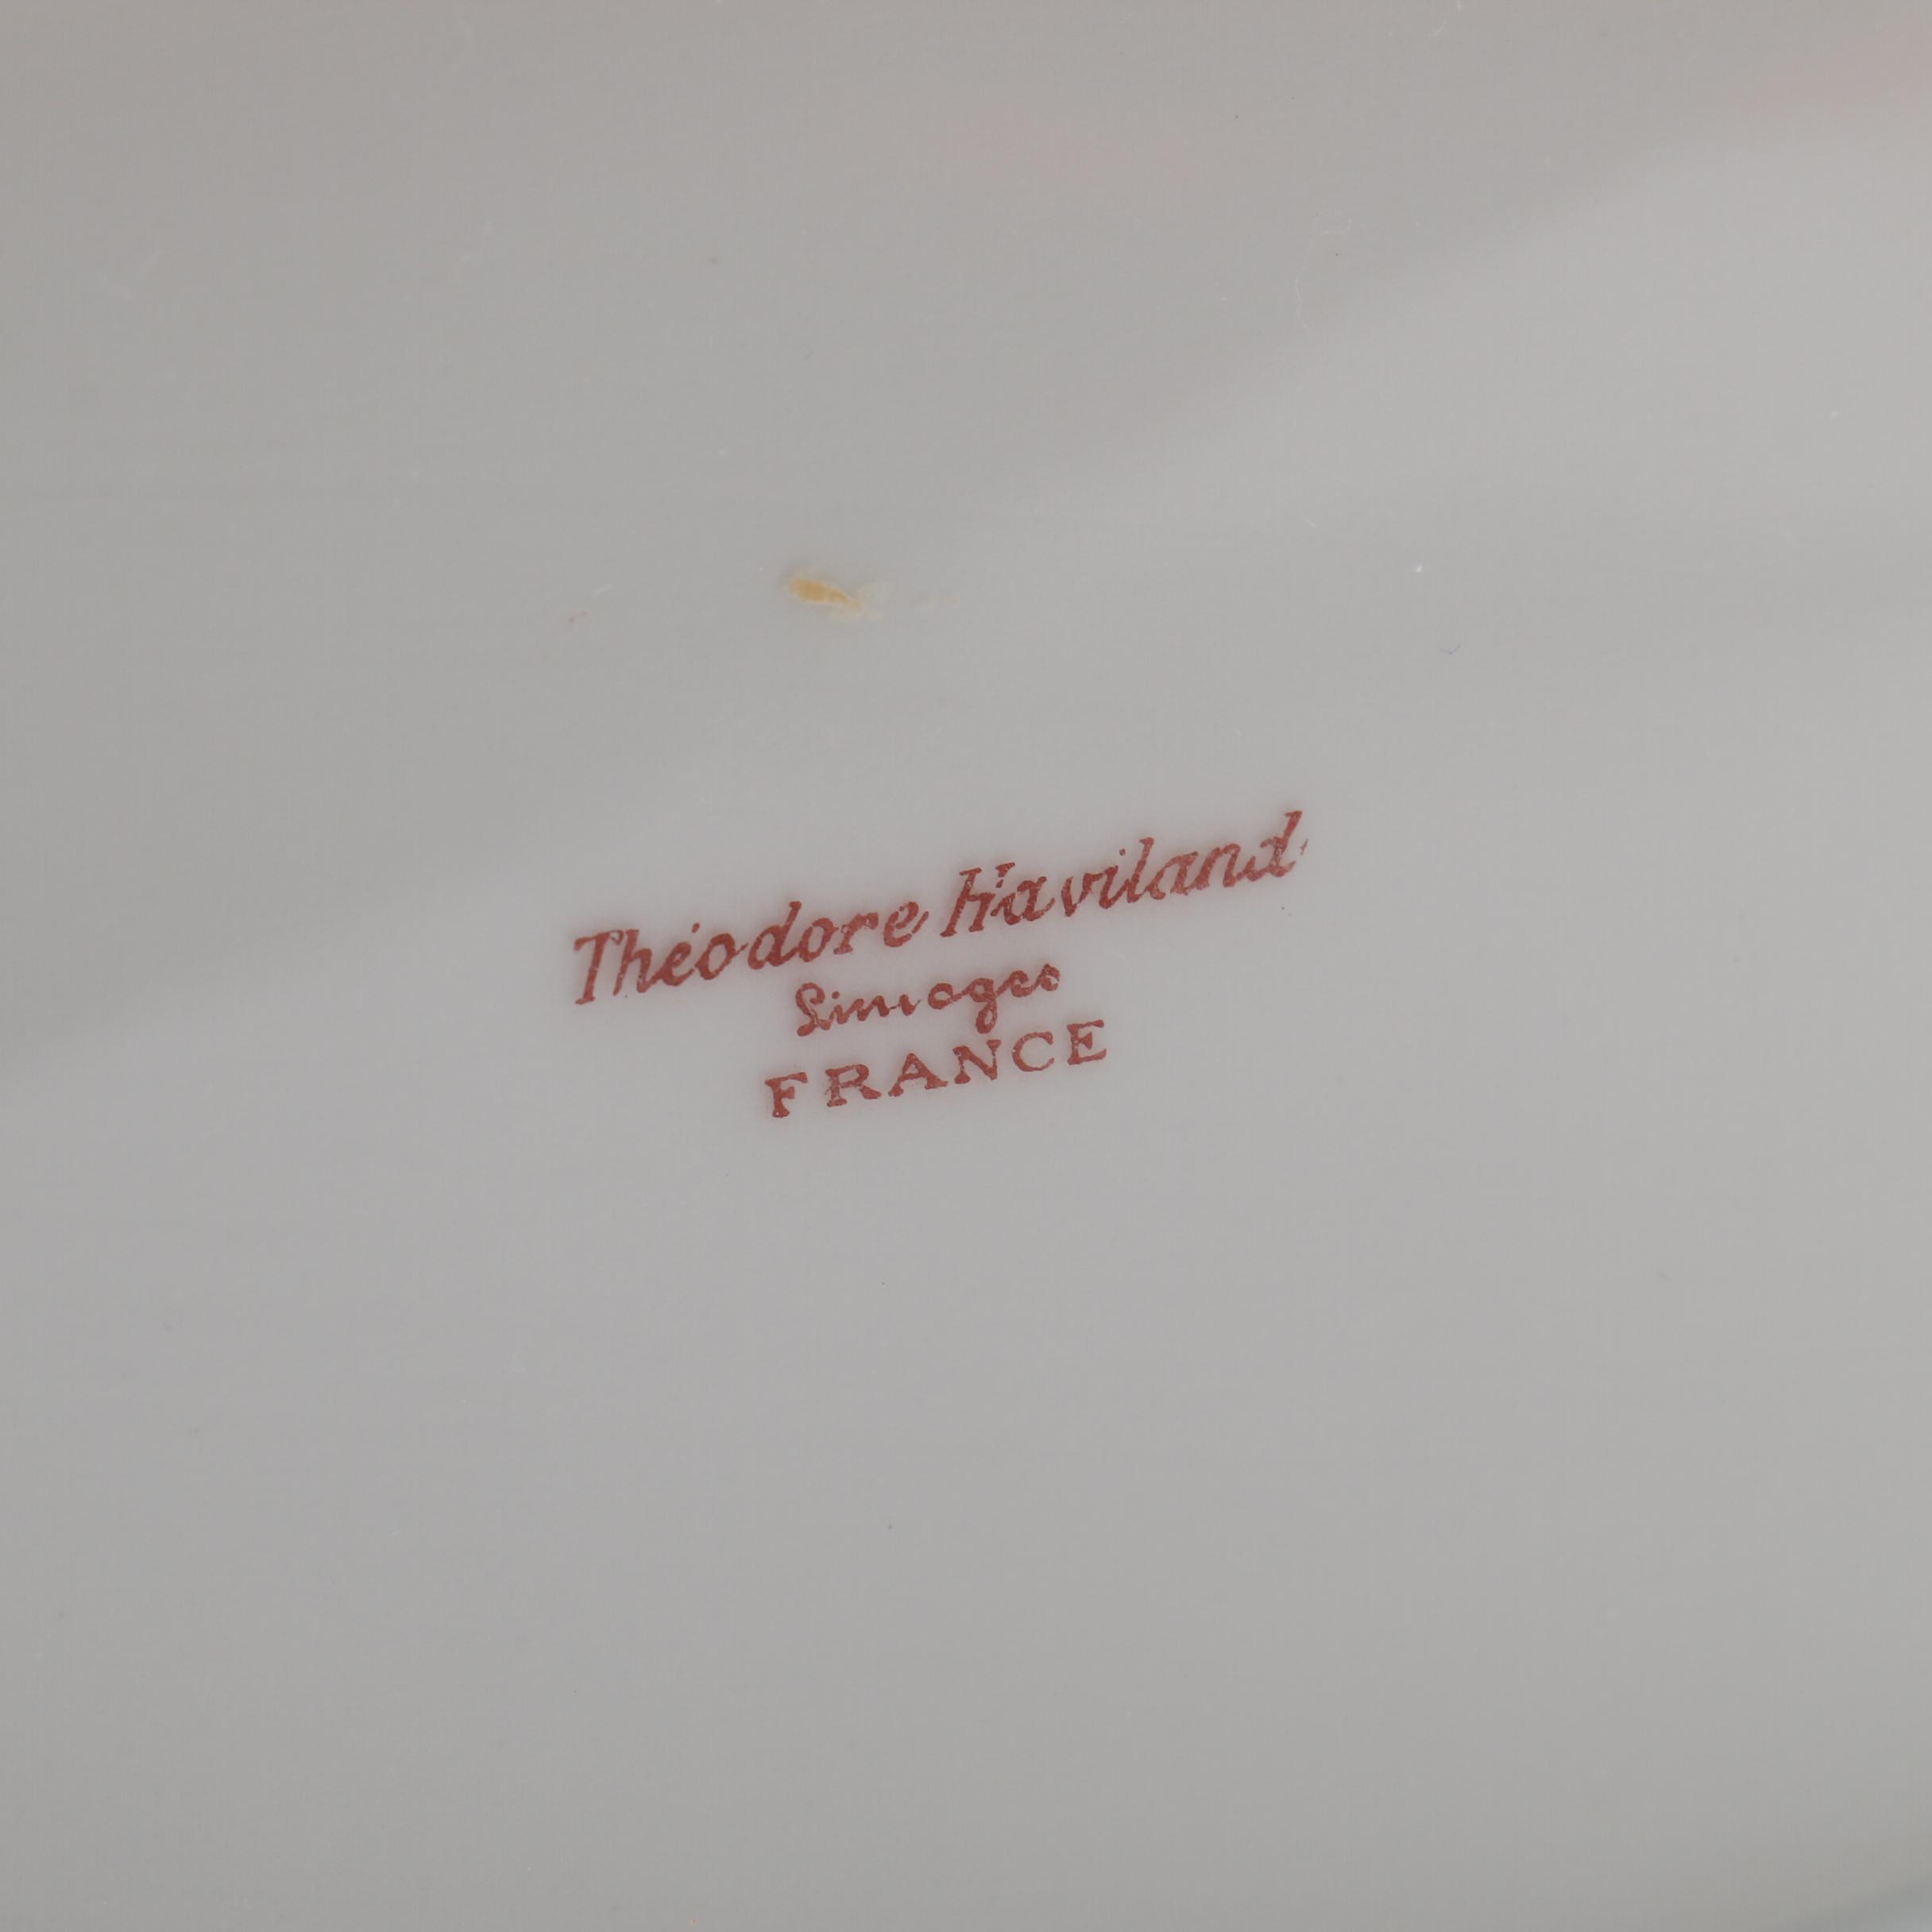 Théodore Haviland
Limoges
FRANCE